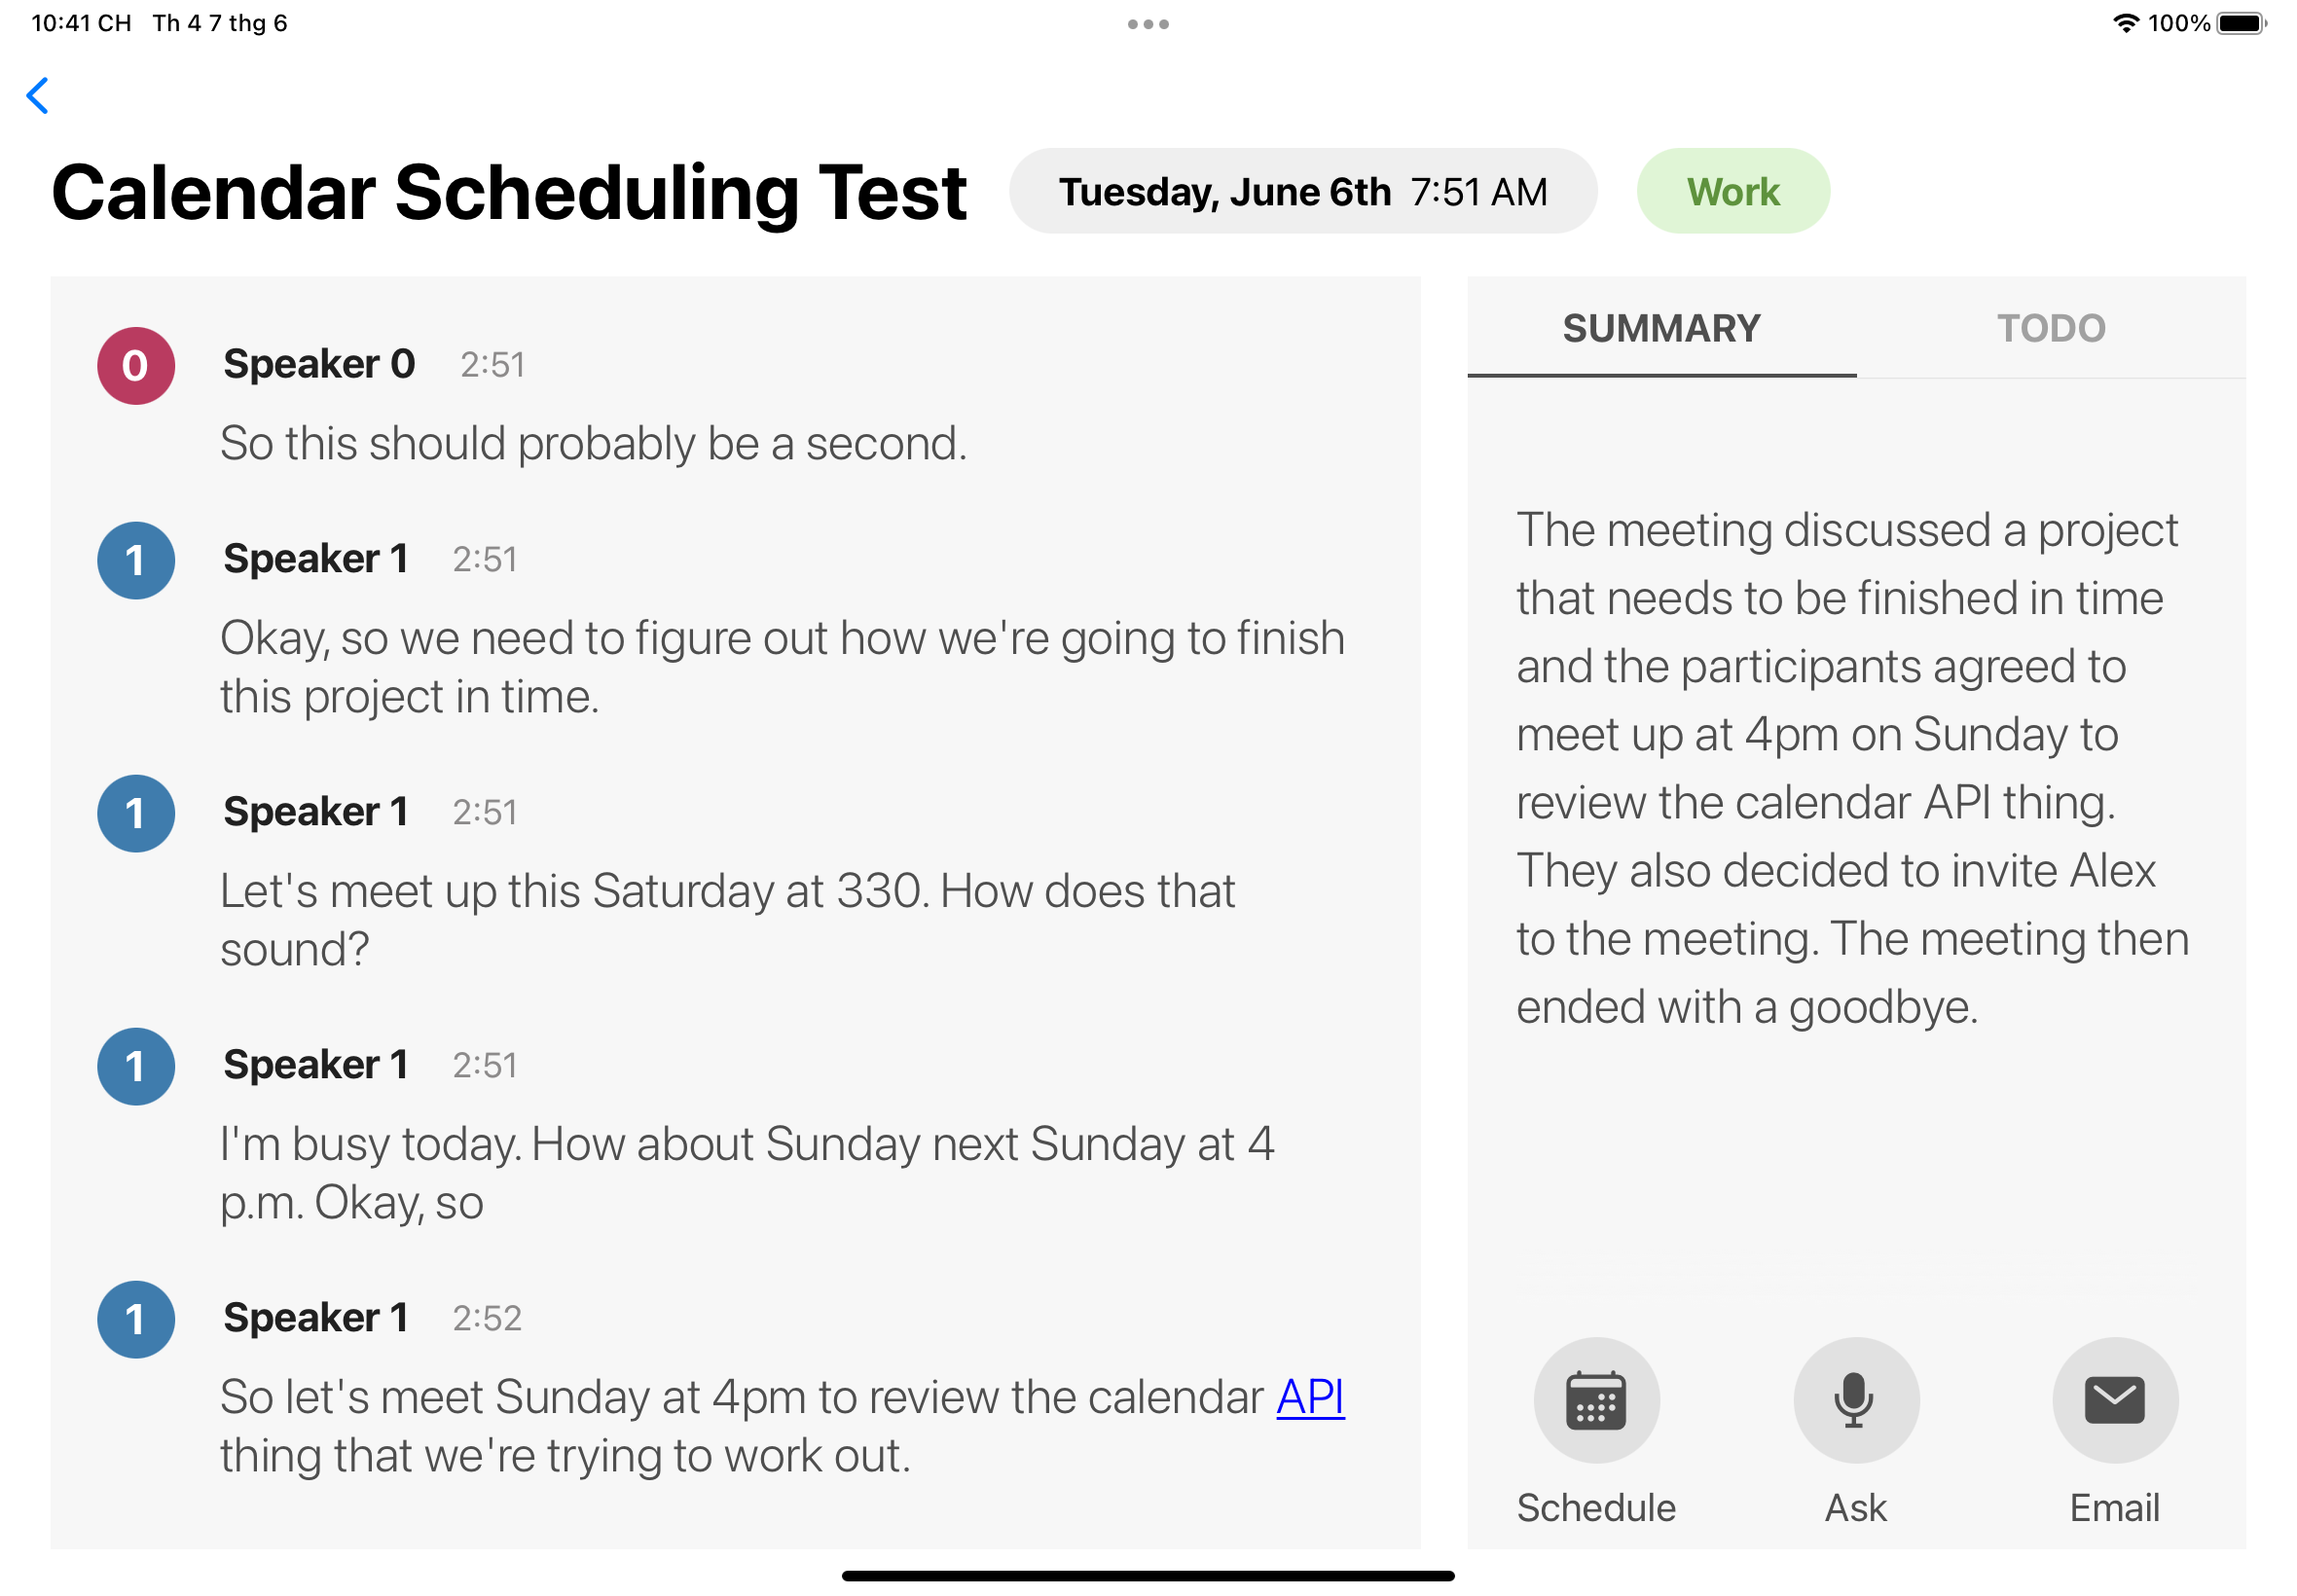 10:41 CH Th 4 7 thg 6
100%
Calendar Scheduling Test
Tuesday, June 6th 7:51 AM
Work
0
Speaker 0 2:51
So this should probably be a second.
1
Speaker 1 2:51
Okay, so we need to figure out how we're going to finish
this project in time.
1
Speaker 1 2:51
Let's meet up this Saturday at 330. How does that
sound?
1
Speaker 1 2:51
I'm busy today. How about Sunday next Sunday at 4
p.m. Okay, so
1
Speaker 1 2:52
So let's meet Sunday at 4pm to review the calendar API
thing that we're trying to work out.
SUMMARY
TODO
The meeting discussed a project
that needs to be finished in time
and the participants agreed to
meet up at 4pm on Sunday to
review the calendar API thing.
They also decided to invite Alex
to the meeting. The meeting then
ended with a goodbye.
Schedule
Ask
Email